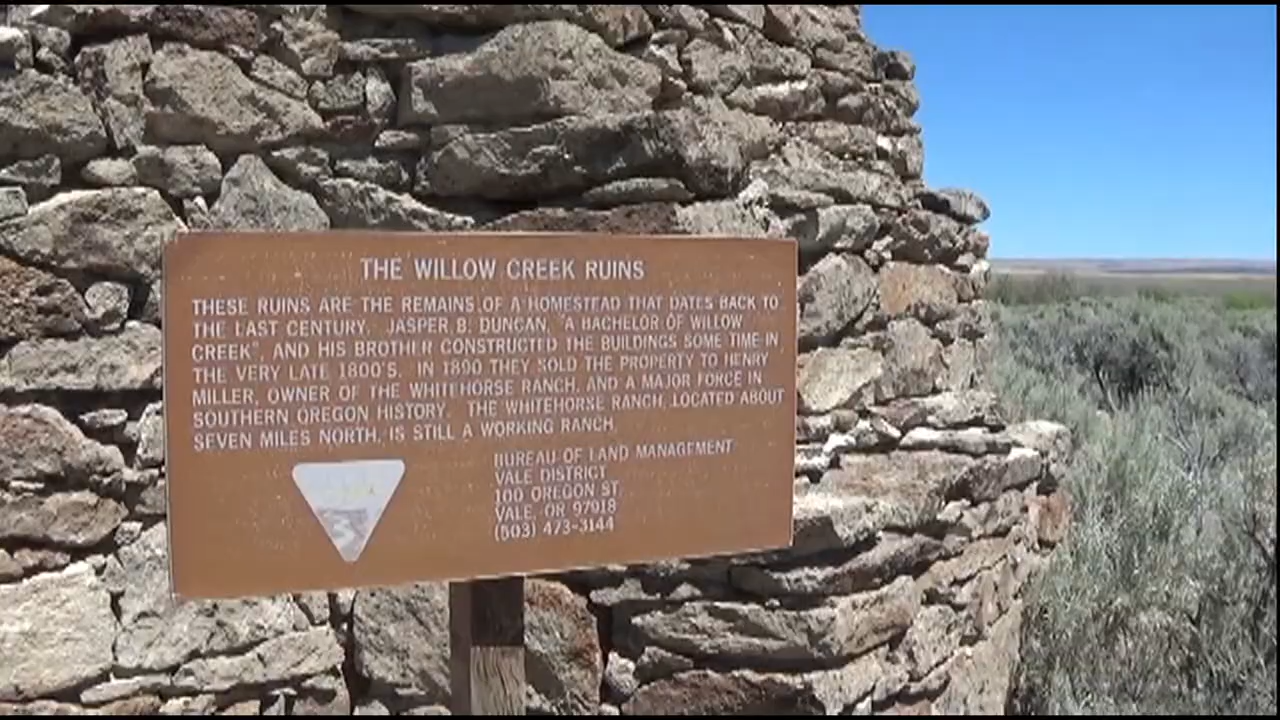 THE WILLOW CREEK RUINS
THESE RUINS ARE THE REMAINS OF A HOMESTEAD THAT DATES BACK TO
THE LAST CENTURY. JASPER B. DUNCAN, "A BACHELOR OF WILLOW
CREEK", AND HIS BROTHER CONSTRUCTED THE BUILDINGS SOME TIME IN
THE VERY LATE 1800'S. IN 1890 THEY SOLD THE PROPERTY TO HENRY
MILLER, OWNER OF THE WHITEHORSE RANCH, AND A MAJOR FORCE IN
SOUTHERN OREGON HISTORY. THE WHITEHORSE RANCH, LOCATED ABOUT
SEVEN MILES NORTH, IS STILL A WORKING RANCH.
BUREAU OF LAND MANAGEMENT
VALE DISTRICT
100 OREGON ST.
VALE, OR 97918
(503) 473-3144